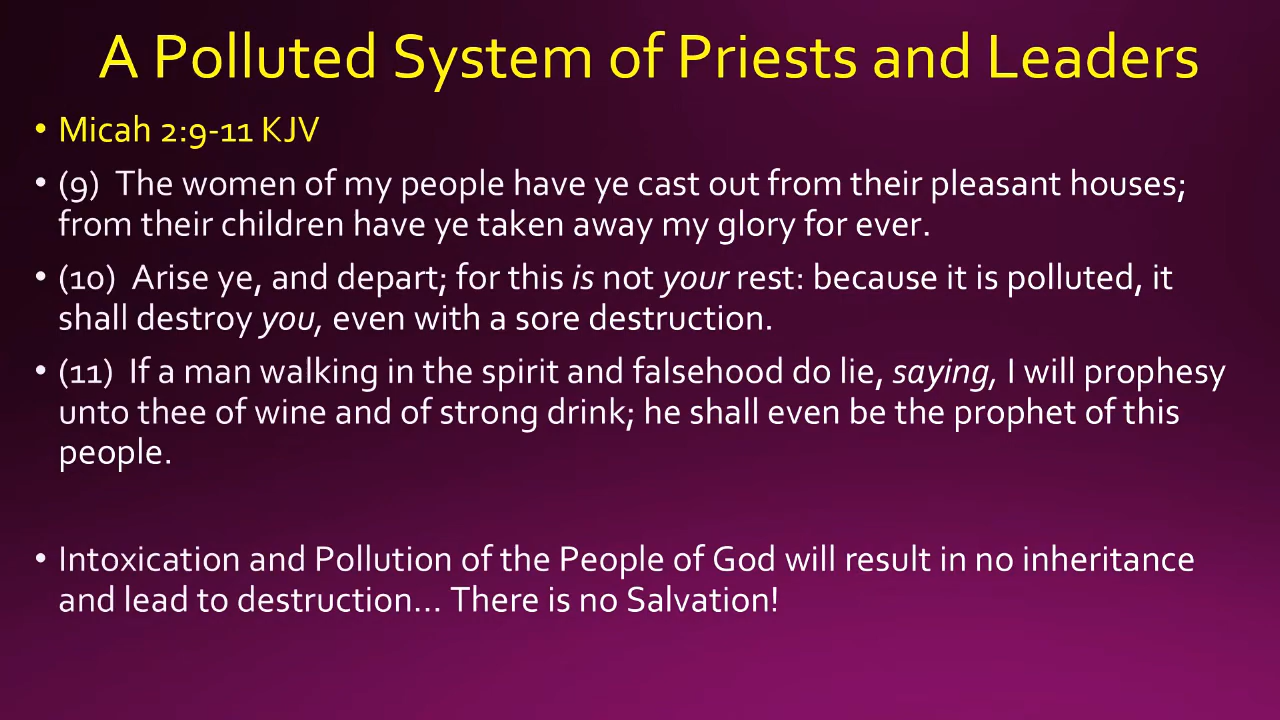 A Polluted System of Priests and Leaders
• Micah 2:9-11 KJV
• (9)  The women of my people have ye cast out from their pleasant houses;
from their children have ye taken away my glory for ever.
• (10)  Arise ye, and depart; for this is not your rest: because it is polluted, it
shall destroy you, even with a sore destruction.
• (11)  If a man walking in the spirit and falsehood do lie, saying, I will prophesy
unto thee of wine and of strong drink; he shall even be the prophet of this
people.
• Intoxication and Pollution of the People of God will result in no inheritance
and lead to destruction... There is no Salvation!